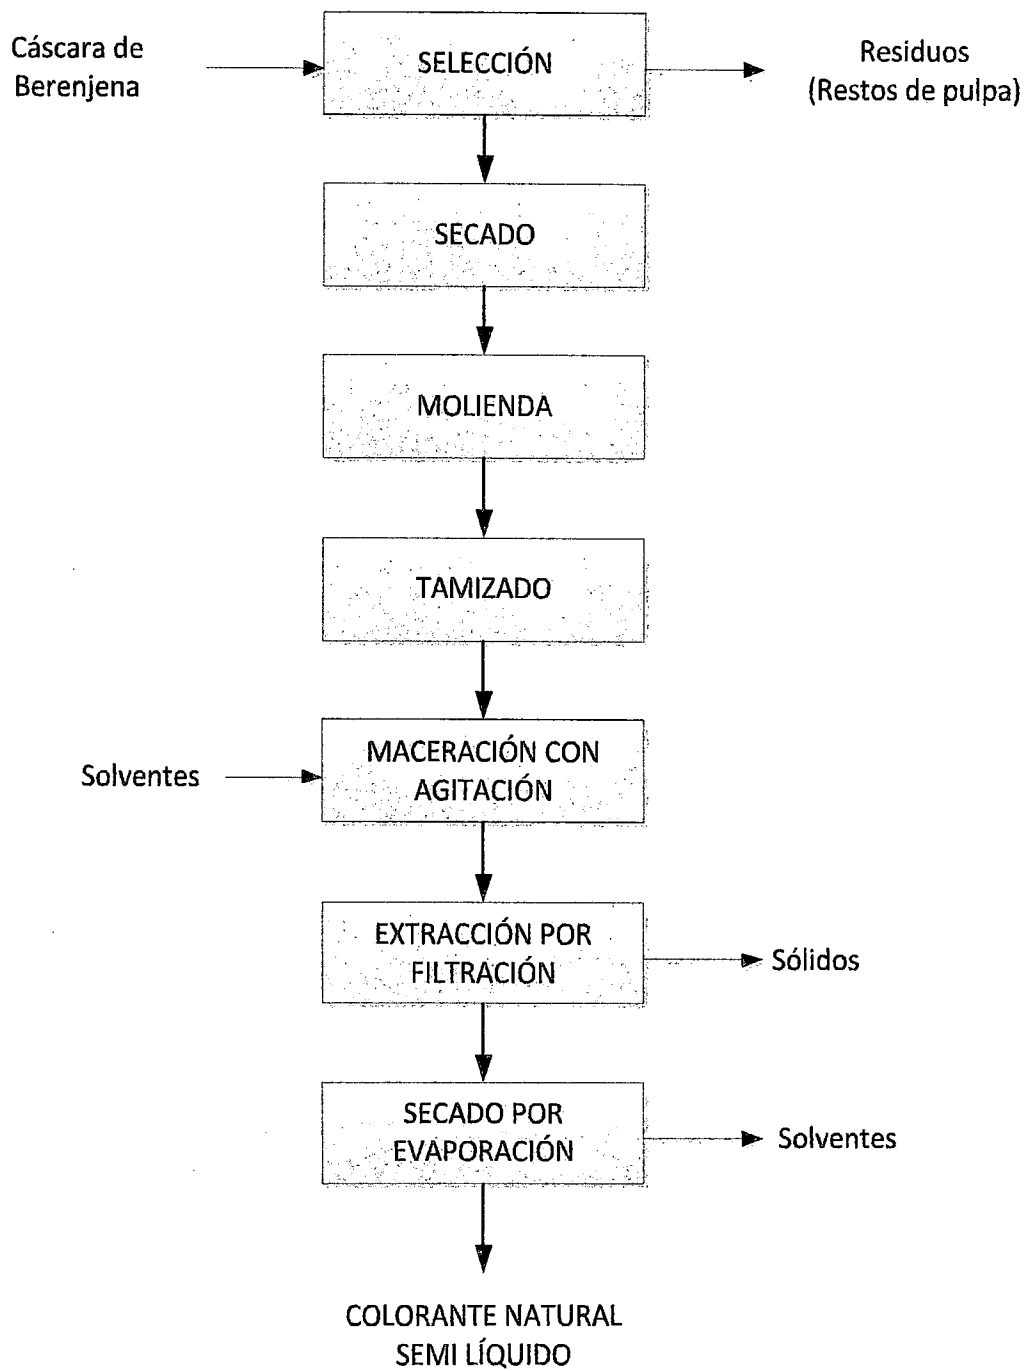 Cáscara de
Berenjena
SELECCIÓN
Residuos
(Restos de pulpa)
SECADO
MOLIENDA
TAMIZADO
Solventes
MACERACIÓN CON
AGITACIÓN
EXTRACCIÓN POR
FILTRACIÓN
Sólidos
SECADO POR
EVAPORACIÓN
Solventes
COLORANTE NATURAL
SEMI LÍQUIDO